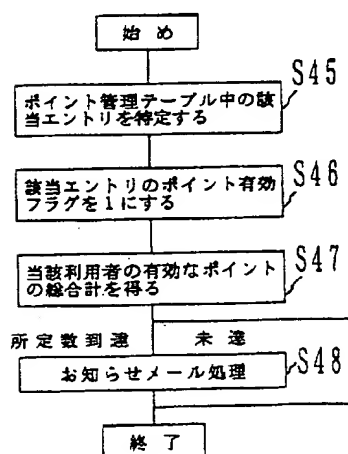 始め
S45
ポイント管理テーブル中の該
当エントリを特定する
S46
該当エントリのポイント有効
フラグを1にする
S47
当該利用者の有効なポイント
の総合計を得る
所定数到達 未達
お知らせメール処理
S48
終了